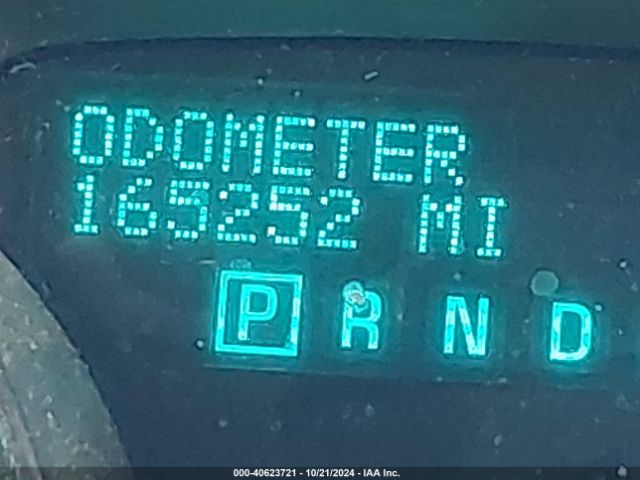 ODOMETER
165252 MI
P R N D
000-40623721 - 10/21/2024 - IAA Inc.